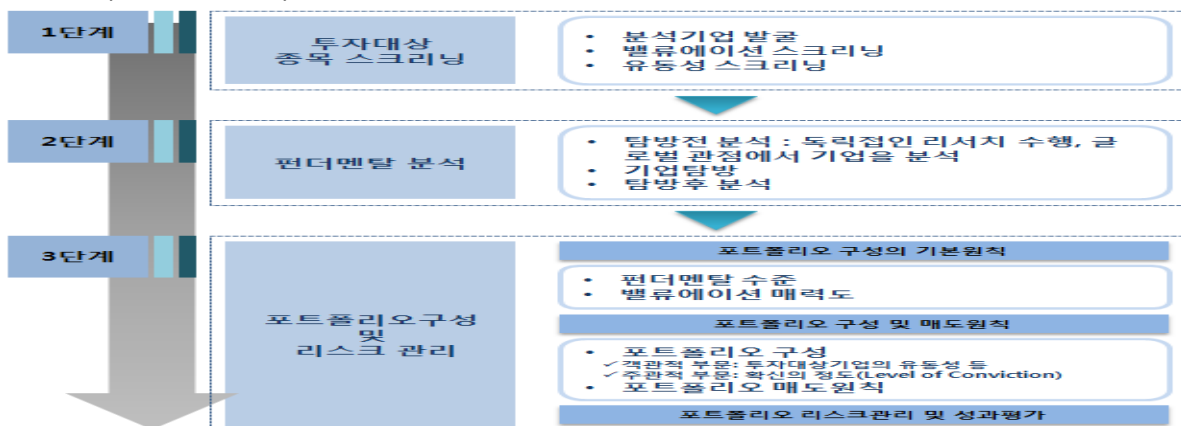 1단계
투자대상
종목 스크리닝
• 분석기업 발굴
• 밸류에이션 스크리닝
• 유동성 스크리닝
2단계
펀더멘탈 분석
• 탐방전 분석 : 독립접인 리서치 수행, 글
로벌 관점에서 기업을 분석
• 기업탐방
• 탐방후 분석
3단계
포트폴리오구성
및
리스크 관리
포트폴리오 구성의 기본원칙
• 펀더멘탈 수준
• 밸류에이션 매력도
포트폴리오 구성 및 매도원칙
• 포트폴리오 구성
✓객관적 부문: 투자대상기업의 유동성 등
✓주관적 부문: 확신의 정도(Level of Conviction)
• 포트폴리오 매도원칙
포트폴리오 리스크관리 및 성과평가